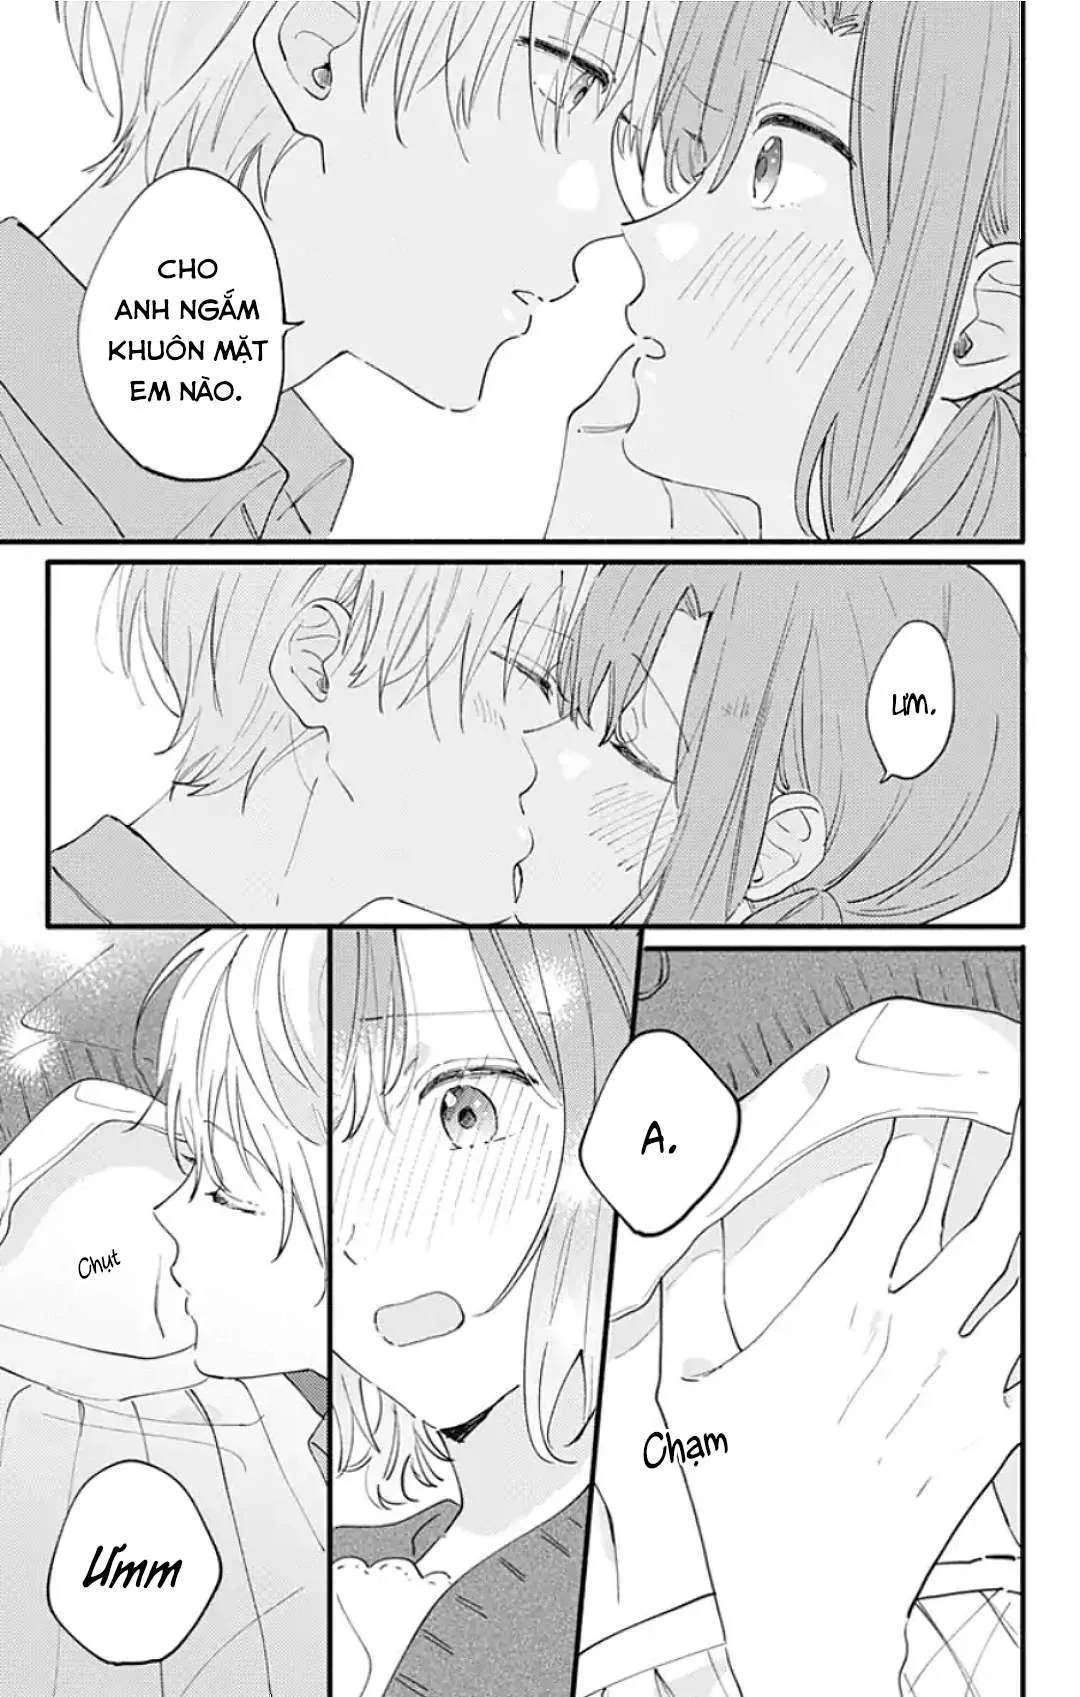 CHO
ANH NGẮM
KHUÔN MẶT
EM NÀO.
ƯM.
A.
Chạm
Chụt
Ưmm